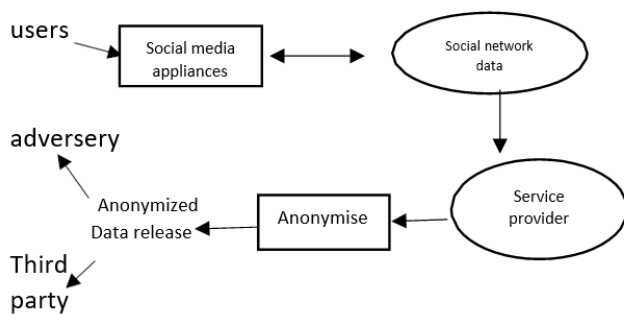 users
Social media
appliances
Social network
data
adversery
Anonymized
Data release
Anonymise
Service
provider
Third
party